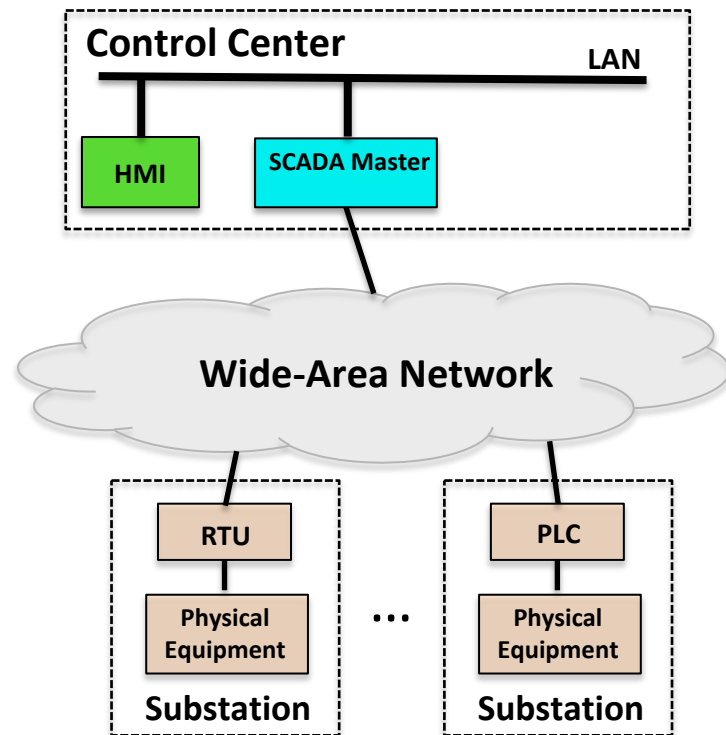 Control Center
LAN
HMI
SCADA Master
Wide-Area Network
RTU
PLC
Physical
Equipment
...
Physical
Equipment
Substation
Substation